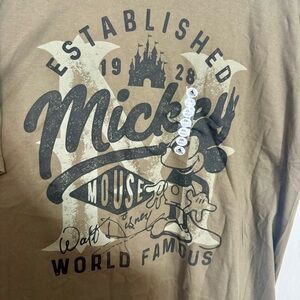 ESTABLISHED
19 28
Mickey
MOUSE
Walt Disney
WORLD FAMOUS